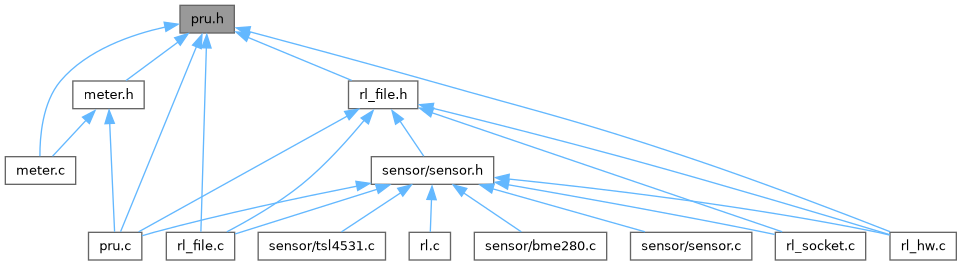 pru.h
meter.h
rl_file.h
meter.c
sensor/sensor.h
pru.c
rl_file.c
sensor/tsl4531.c
rl.c
sensor/bme280.c
sensor/sensor.c
rl_socket.c
rl_hw.c